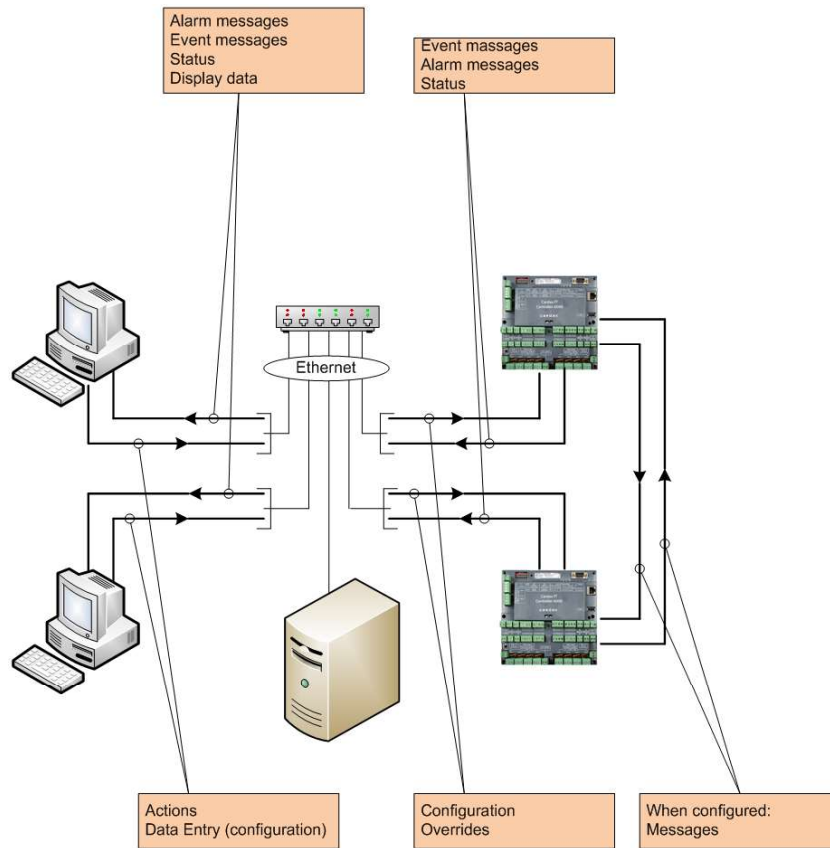 Alarm messages
Event messages
Status
Display data
Event massages
Alarm messages
Status
Ethernet
Actions
Data Entry (configuration)
Configuration
Overrides
When configured:
Messages